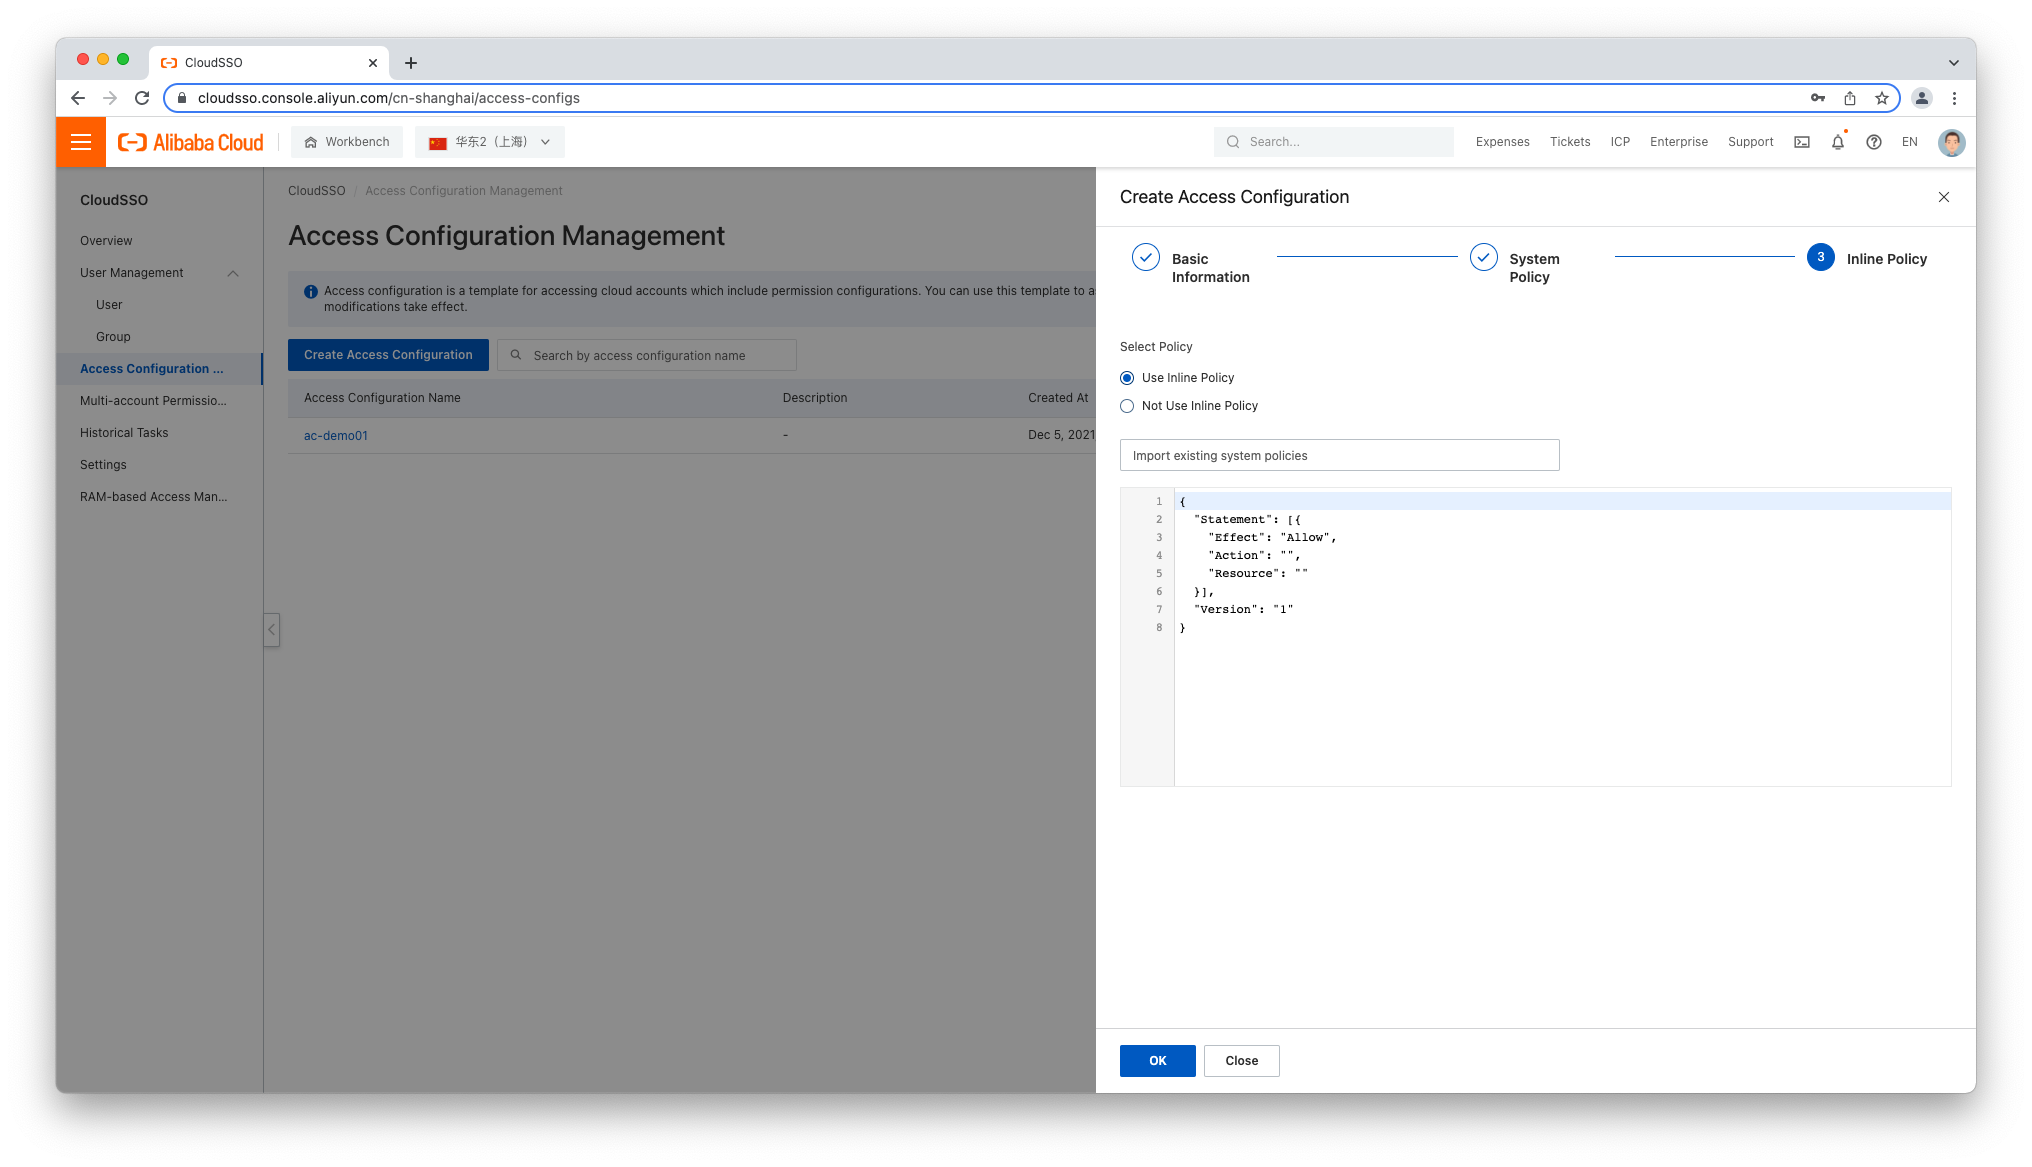 CloudSSO
cloudsso.console.aliyun.com/cn-shanghai/access-configs
Alibaba Cloud
Workbench
华东2（上海）
Search...
Expenses
Tickets
ICP
Enterprise
Support
EN
CloudSSO
Overview
User Management
User
Group
Access Configuration ...
Multi-account Permissio...
Historical Tasks
Settings
RAM-based Access Man...
CloudSSO / Access Configuration Management
Access Configuration Management
Access configuration is a template for accessing cloud accounts which include permission configurations. You can use this template to a
modifications take effect.
Create Access Configuration
Search by access configuration name
Access Configuration Name
Description
Created At
ac-demo01
-
Dec 5, 2021
Create Access Configuration
Basic
Information
System
Policy
3
Inline Policy
Select Policy
Use Inline Policy
Not Use Inline Policy
Import existing system policies
1 {
2 "Statement": [{
3 "Effect": "Allow",
4 "Action": "",
5 "Resource": ""
6 }],
7 "Version": "1"
8 }
OK
Close